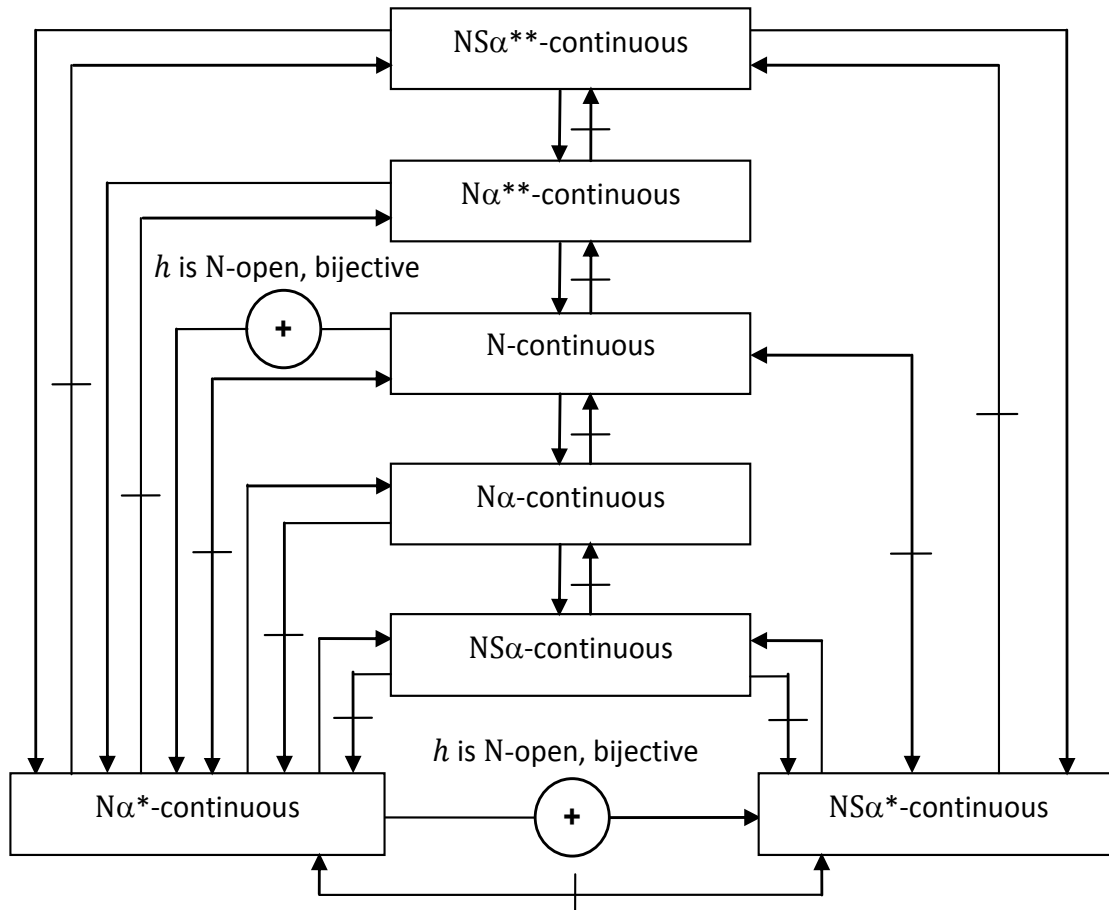 NSα**-continuous
Nα**-continuous
h is N-open, bijective
+
N-continuous
Nα-continuous
NSα-continuous
h is N-open, bijective
Nα*-continuous
+
NSα*-continuous